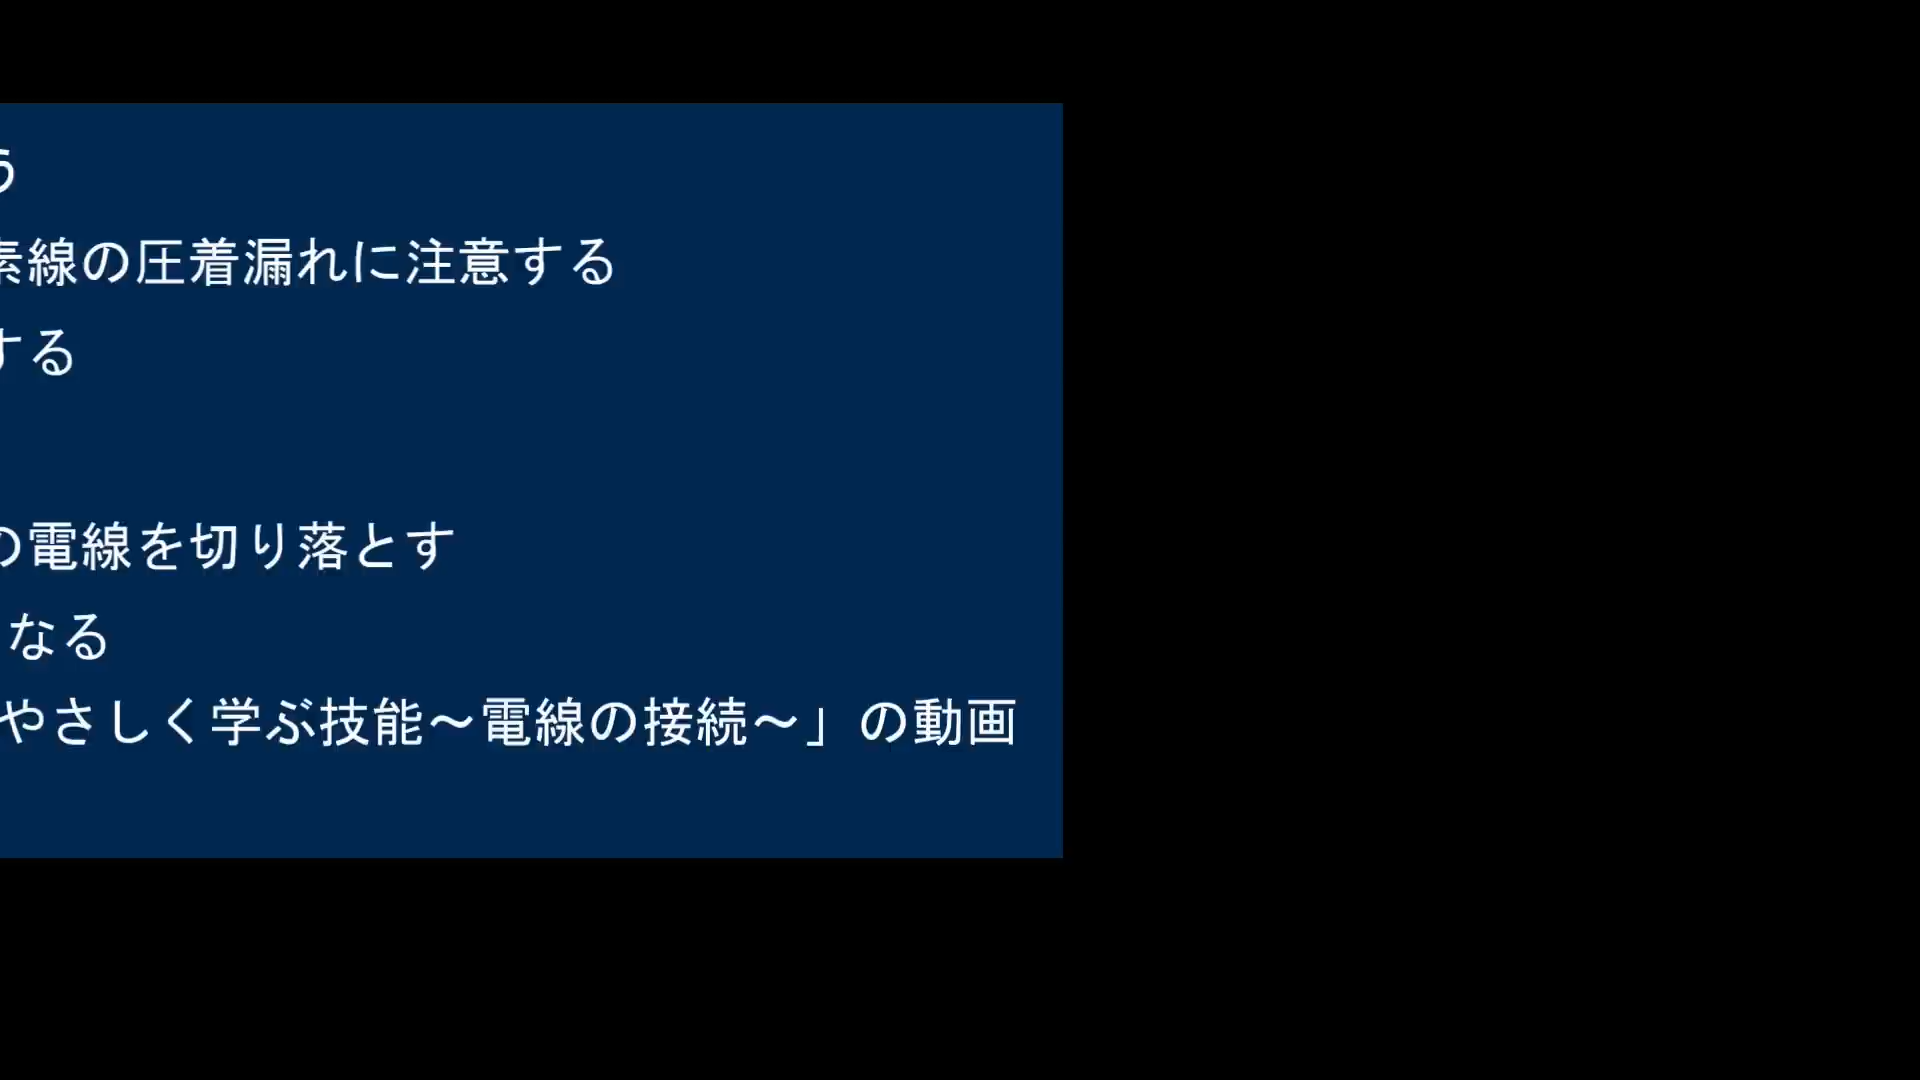 う
素線の圧着漏れに注意する
する
の電線を切り落とす
なる
やさしく学ぶ技能〜電線の接続〜」の動画